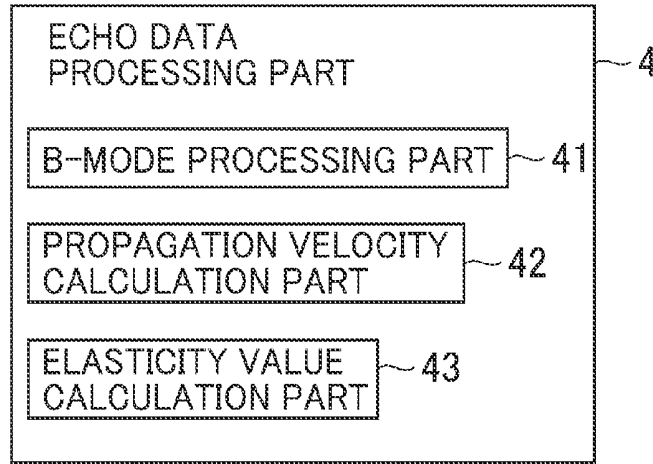 ECHO DATA
PROCESSING PART
4
B-MODE PROCESSING PART
41
PROPAGATION VELOCITY
CALCULATION PART
42
ELASTICITY VALUE
CALCULATION PART
43